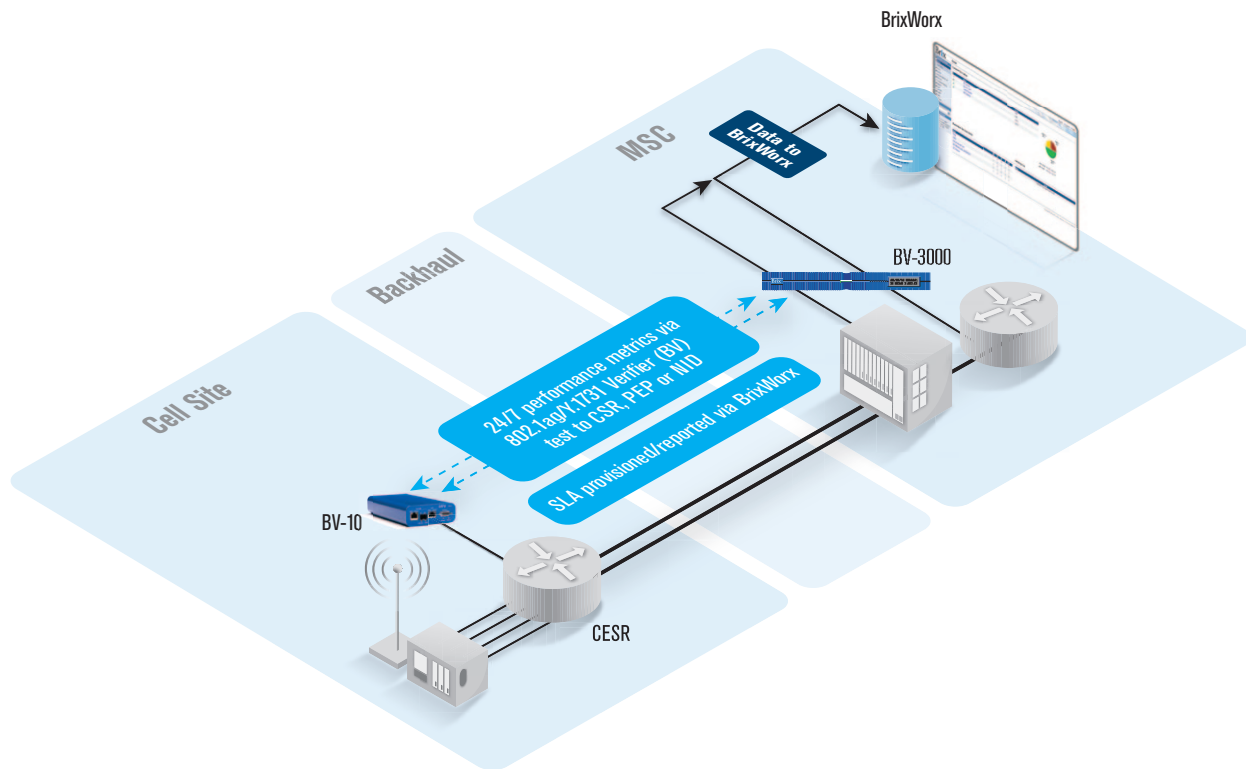 BrixWorx
MSC
Data to
BrixWorx
BV-3000
Backhaul
24/7 performance metrics via
802.1ag/Y.1731 Verifier (BV)
test to CSR, PEP or NID
SLA provisioned/reported via BrixWorx
Cell Site
BV-10
CESR